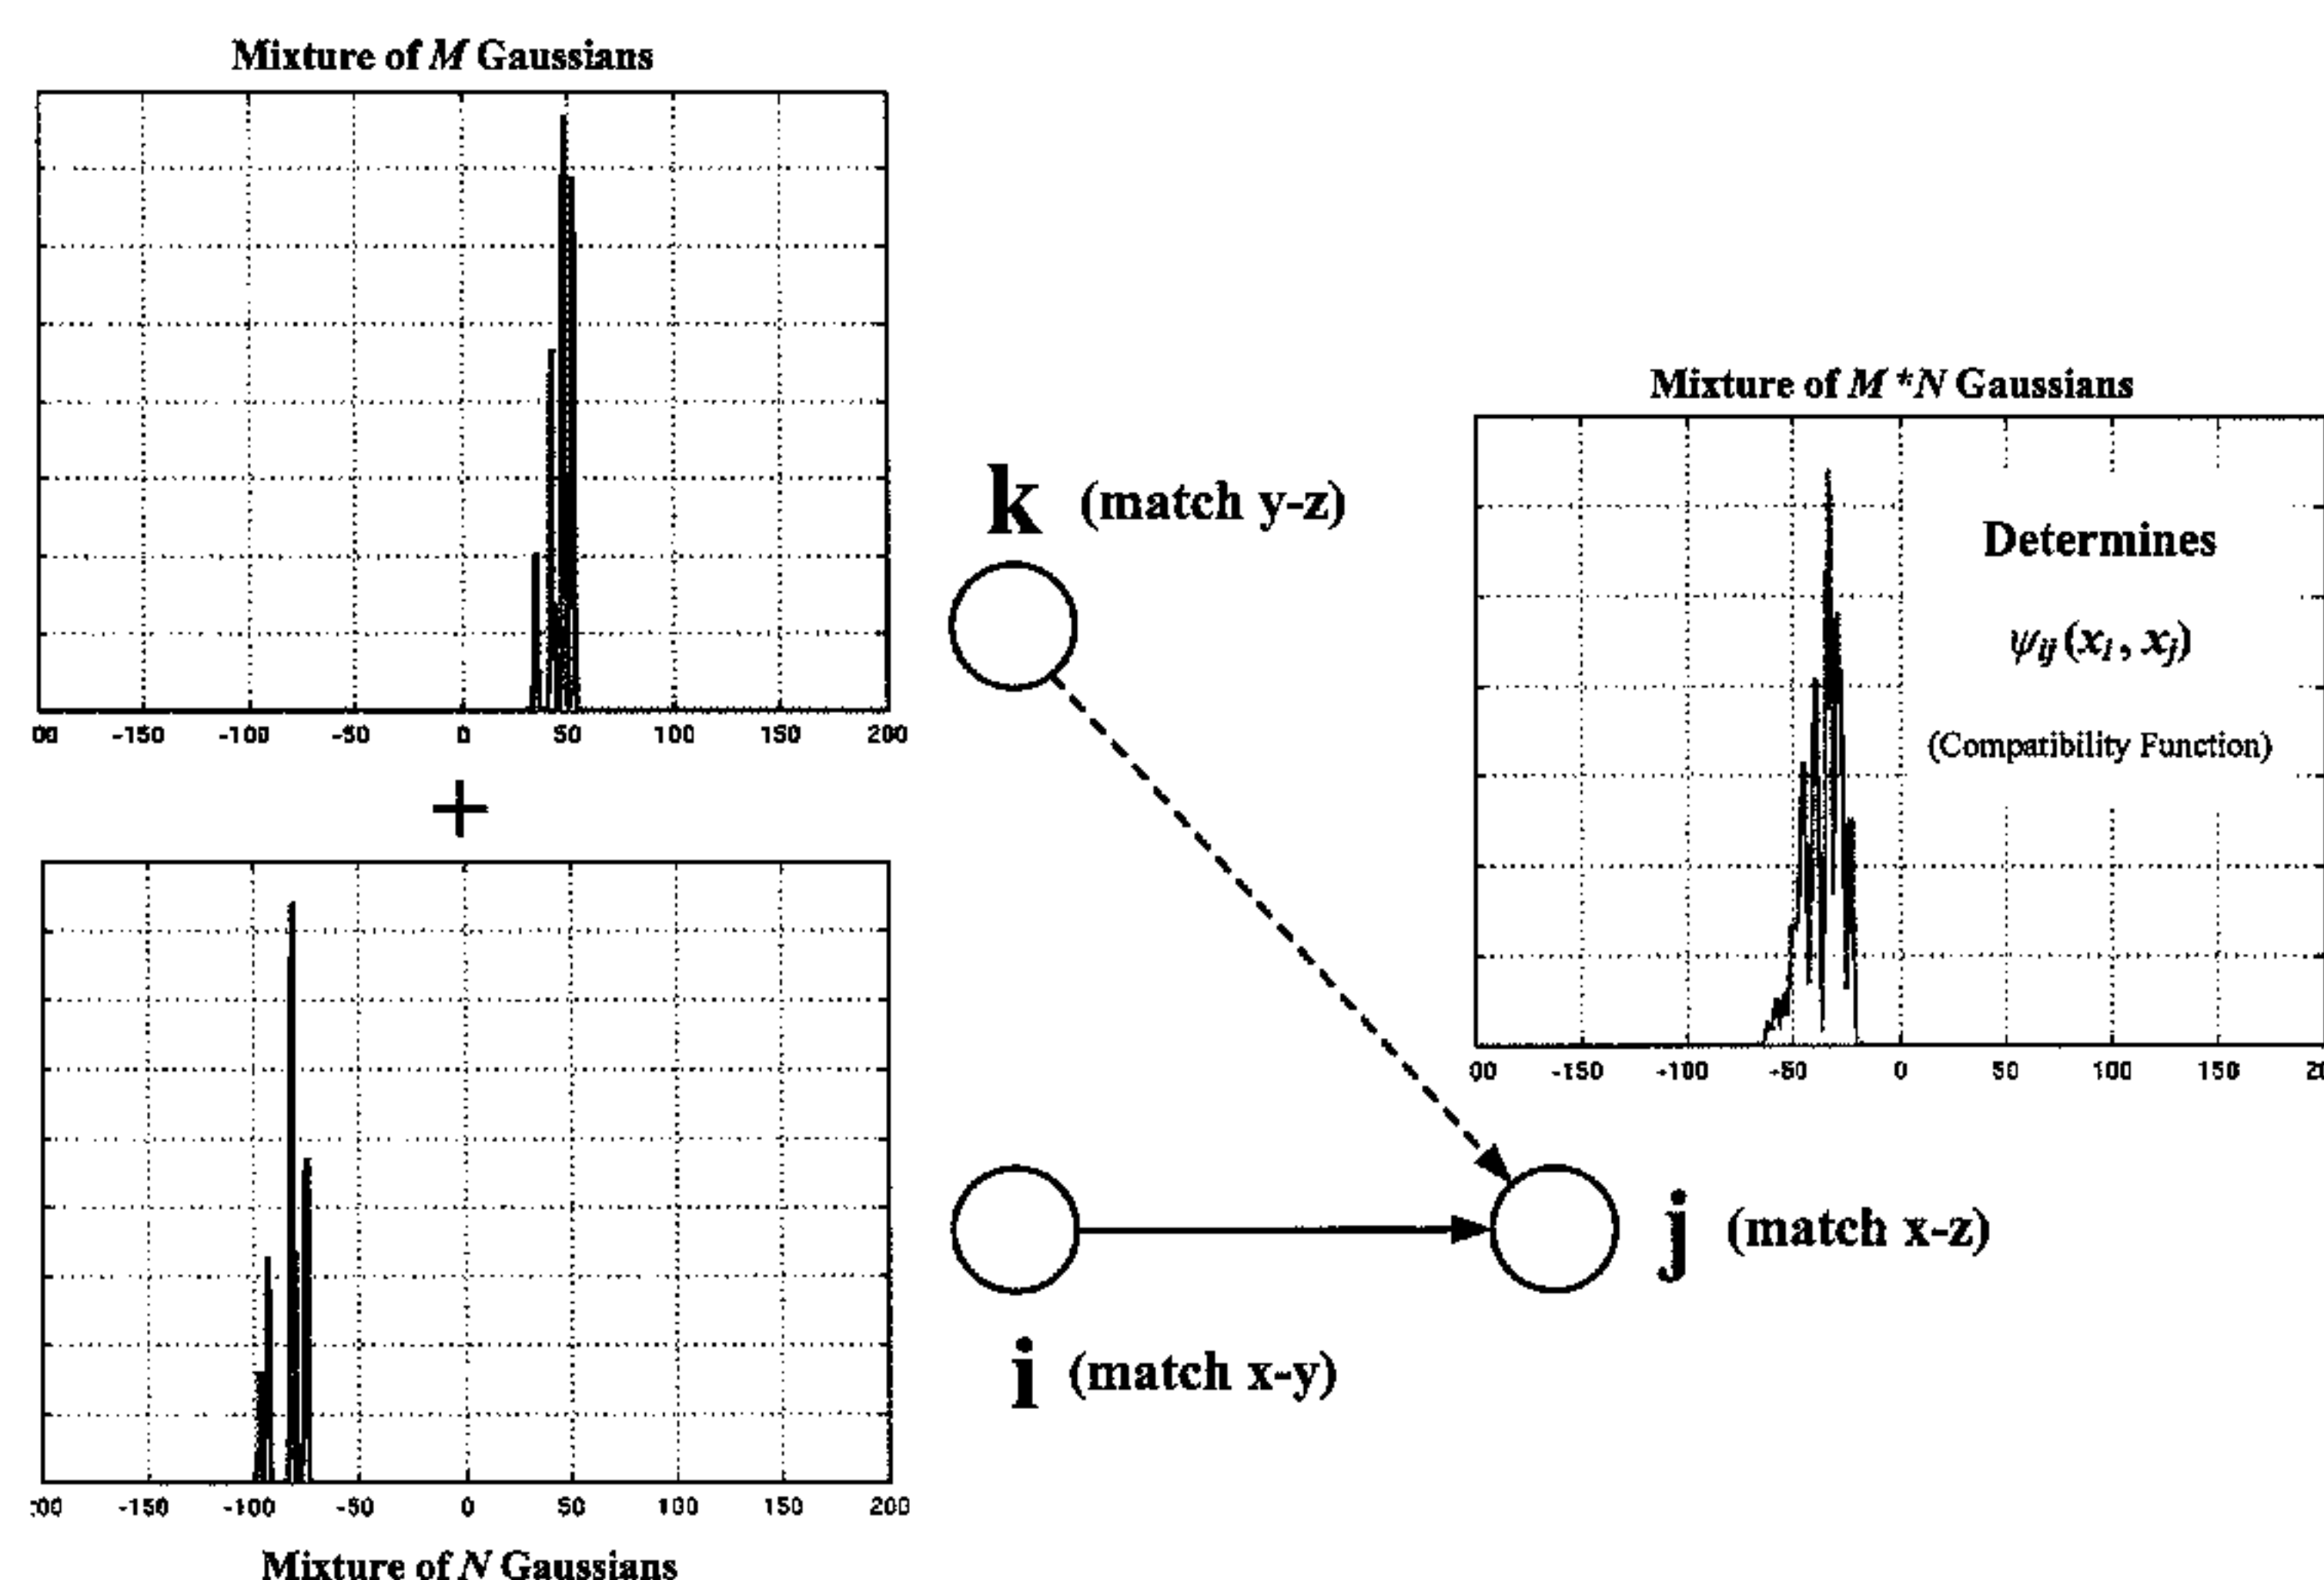 Mixture of M Gaussians
00 -150 -100 -50 0 50 100 150 200
+
-150 -100 -50 0 50 100 150 200
Mixture of N Gaussians
k (match y-z)
i (match x-y)
j (match x-z)
Mixture of M *N Gaussians
Determines
ψij (xi , xj)
(Compatibility Function)
00 -150 -100 -50 0 50 100 150